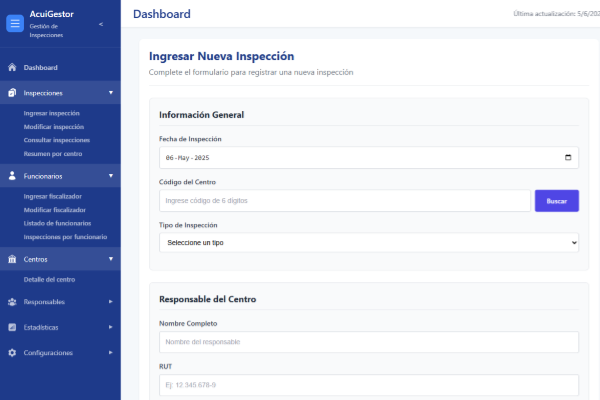 AcuiGestor
Gestión de
Inspecciones
<
Dashboard
Inspecciones
Ingresar inspección
Modificar inspección
Consultar inspecciones
Resumen por centro
Funcionarios
Ingresar fiscalizador
Modificar fiscalizador
Listado de funcionarios
Inspecciones por funcionario
Centros
Detalle del centro
Responsables
Estadísticas
Configuraciones
Dashboard
Última actualización: 5/6/202
Ingresar Nueva Inspección
Complete el formulario para registrar una nueva inspección
Información General
Fecha de Inspección
06-May-2025
Código del Centro
Ingrese código de 6 dígitos
Buscar
Tipo de Inspección
Seleccione un tipo
Responsable del Centro
Nombre Completo
Nombre del responsable
RUT
Ej: 12 345 678-9